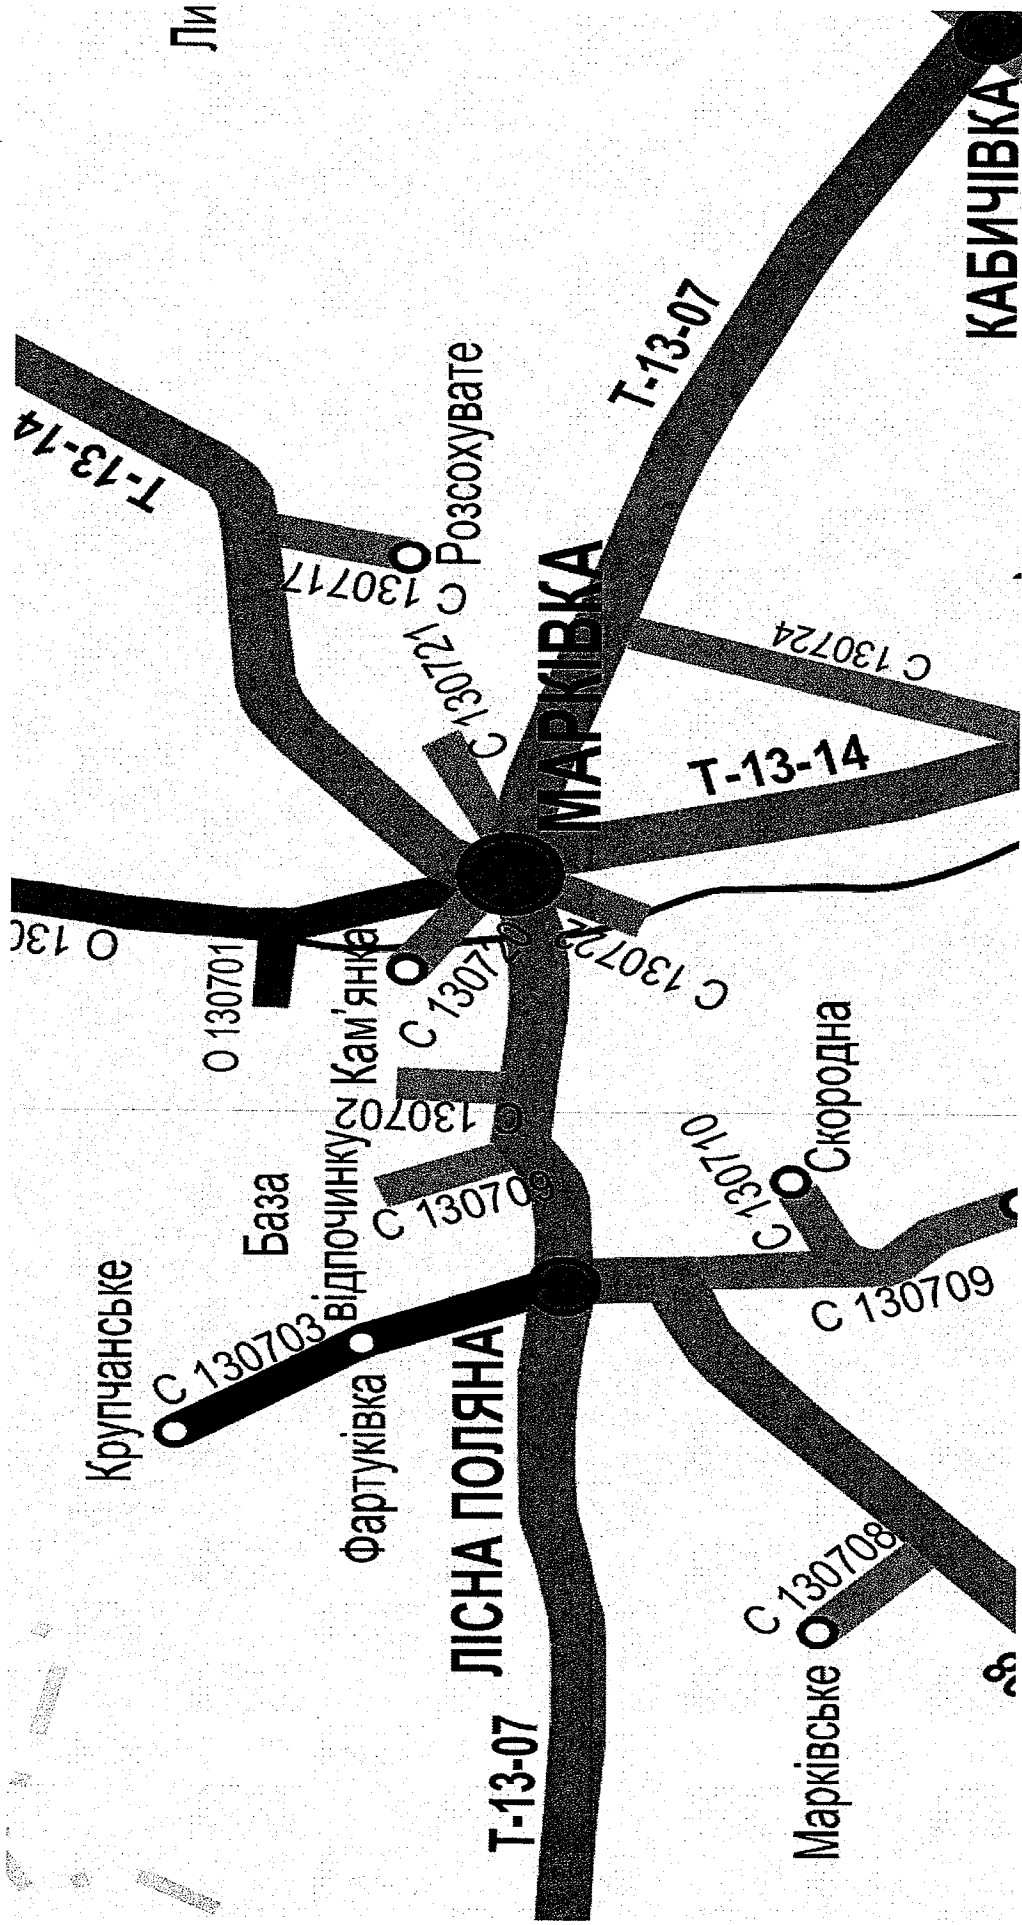 Крупчанське
С 130703
Фартуківка
База
відпочинку
ЛІСНА ПОЛЯНА
Т-13-07
Марківське
С 130708
С 130709
С 130710
Скородна
С 130709
О 130702
О 130701
Кам'янка
С 130722
МАРКІВКА
Т-13-14
С 130724
С 130721
С 130717
Розсохувате
Т-13-14
Т-13-07
КАБИЧІВКА